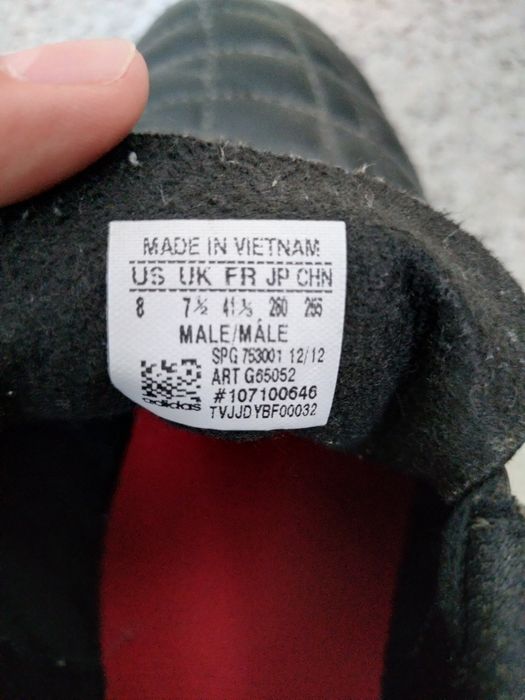 MADE IN VIETNAM
US UK FR JP CHN
8 7½ 41⅓ 260 255
MALE/MÂLE
SPG 753001 12/12
ART G65052
#107100646
adidas TVJJDYBF00032